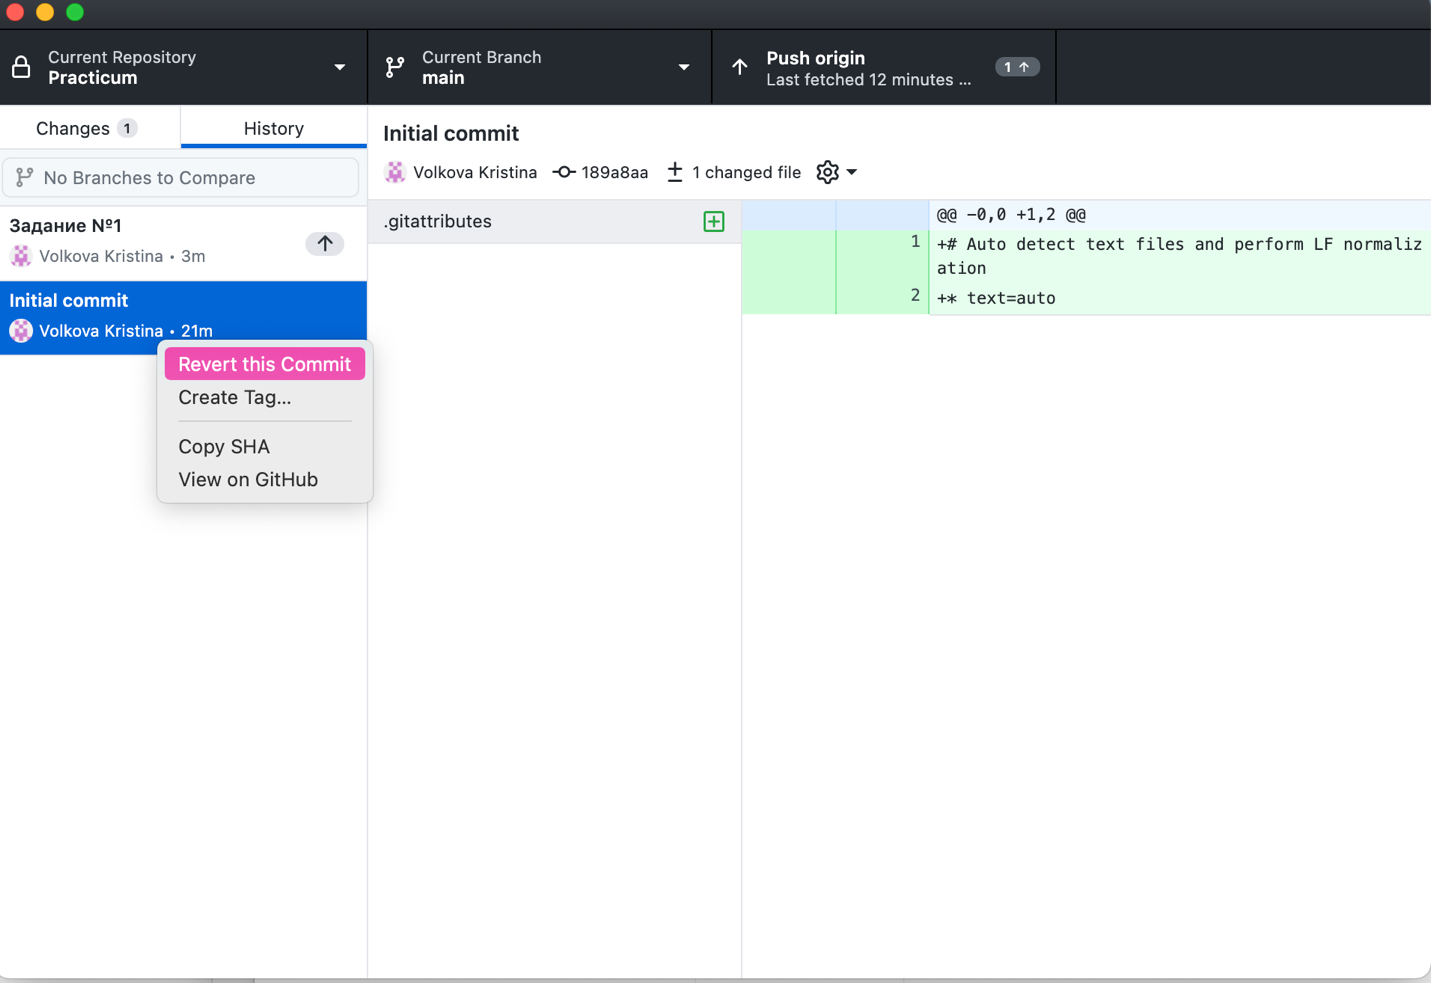 Current Repository
Practicum
Current Branch
main
Push origin
Last fetched 12 minutes ...
1
Changes 1
History
No Branches to Compare
Задание №1
Volkova Kristina • 3m
Initial commit
Volkova Kristina • 21m
Revert this Commit
Create Tag...
Copy SHA
View on GitHub
Initial commit
Volkova Kristina 189a8aa 1 changed file
.gitattributes
@@ -0,0 +1,2 @@
1 +# Auto detect text files and perform LF normaliz
ation
2 +* text=auto